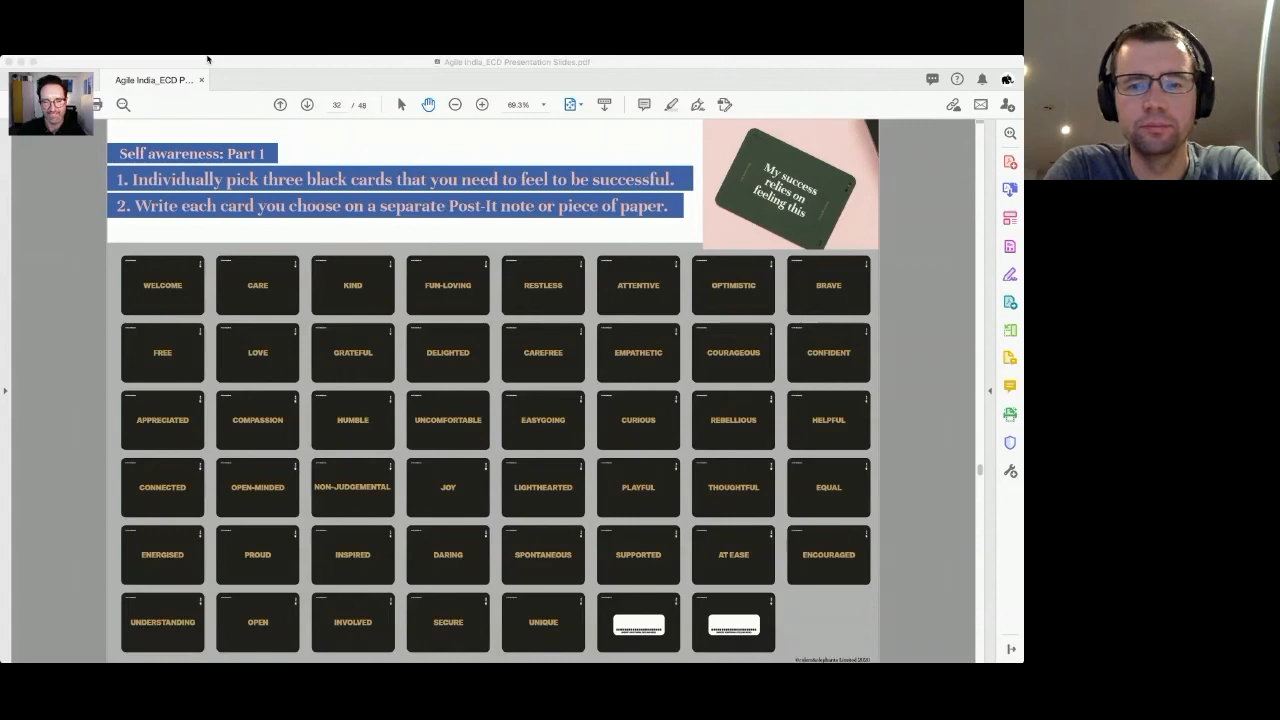 Agile India_ECD Presentation Slides.pdf
Agile India_ECD P... ×
32 / 48
69.3%
Self awareness: Part 1
1. Individually pick three black cards that you need to feel to be successful.
2. Write each card you choose on a separate Post-It note or piece of paper.
My success
relies on
feeling this
WELCOME CARE KIND FUN-LOVING RESTLESS ATTENTIVE OPTIMISTIC BRAVE
FREE LOVE GRATEFUL DELIGHTED CAREFREE EMPATHETIC COURAGEOUS CONFIDENT
APPRECIATED COMPASSION HUMBLE UNCOMFORTABLE EASYGOING CURIOUS REBELLIOUS HELPFUL
CONNECTED OPEN-MINDED NON-JUDGEMENTAL JOY LIGHTHEARTED PLAYFUL THOUGHTFUL EQUAL
ENERGISED PROUD INSPIRED DARING SPONTANEOUS SUPPORTED AT EASE ENCOURAGED
UNDERSTANDING OPEN INVOLVED SECURE UNIQUE